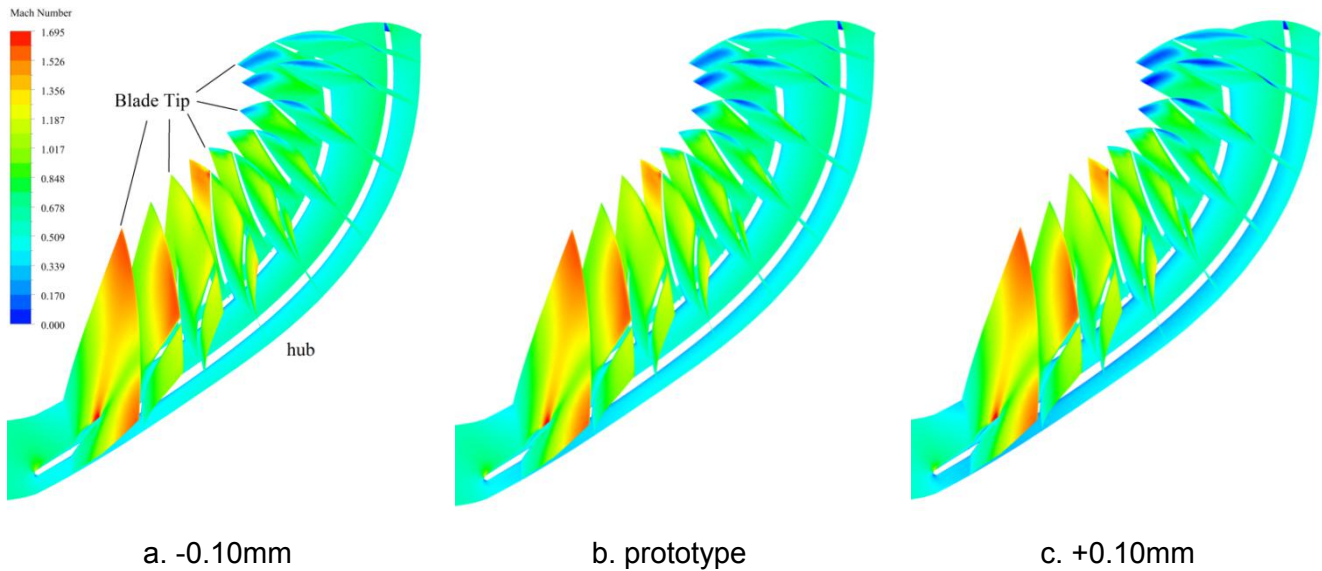 Mach Number
1.695
1.526
1.356
1.187
1.017
0.848
0.678
0.509
0.339
0.170
0.000
Blade Tip
hub
a. -0.10mm
b. prototype
c. +0.10mm